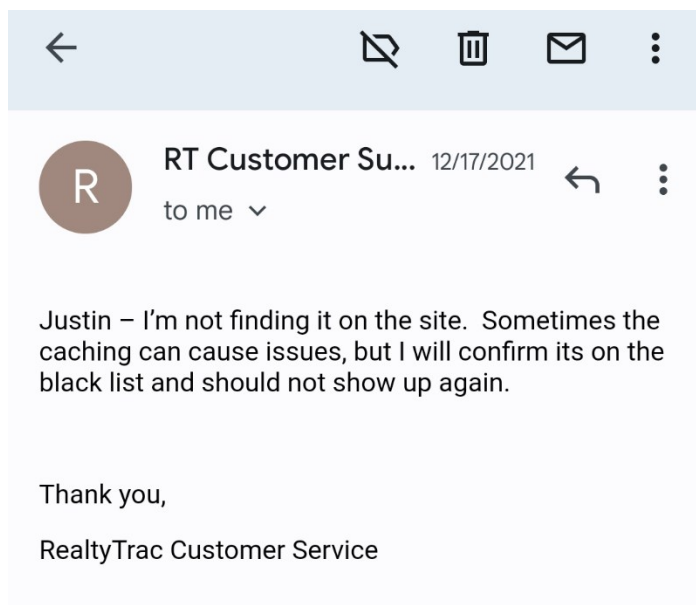 RT Customer Su... 12/17/2021
R
to me
Justin – I’m not finding it on the site.  Sometimes the
caching can cause issues, but I will confirm its on the
black list and should not show up again.
Thank you,
RealtyTrac Customer Service